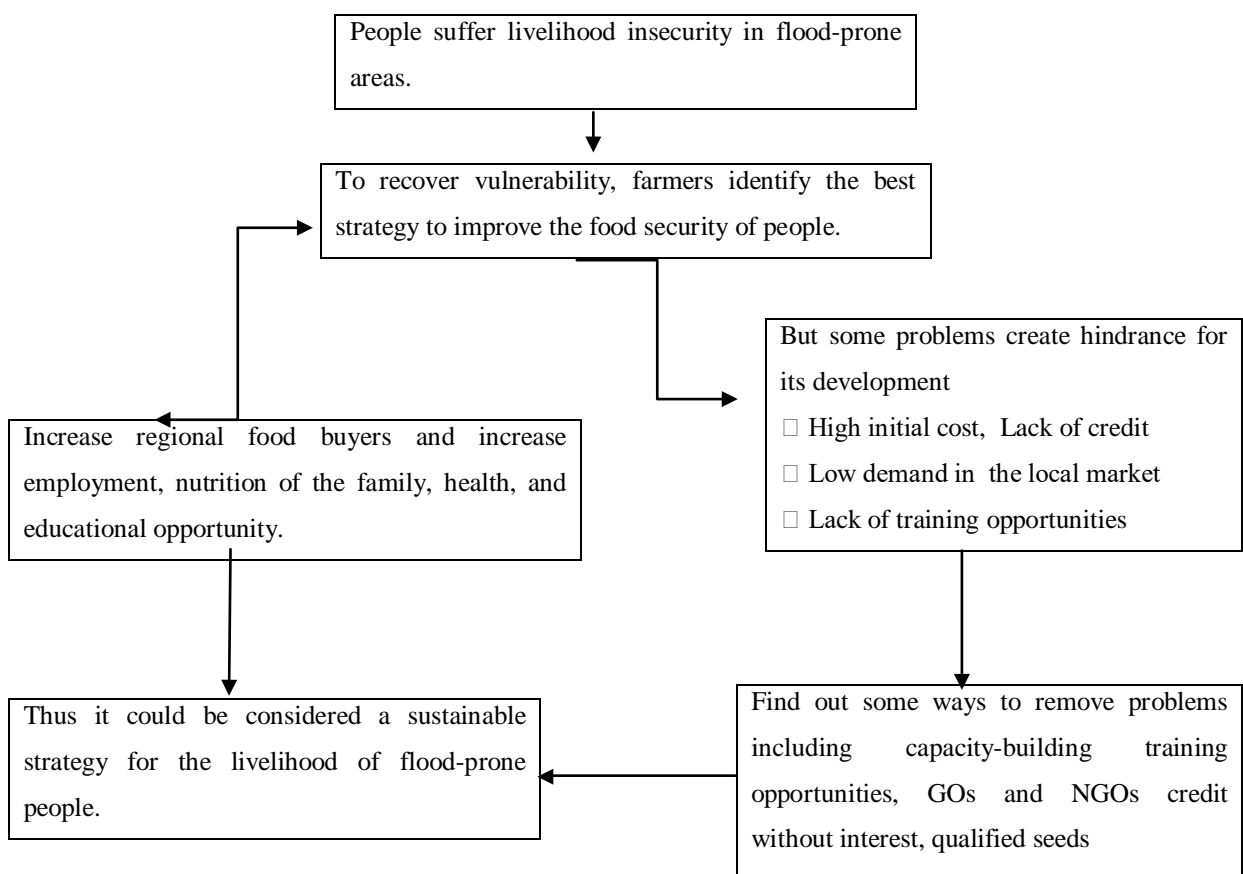 People suffer livelihood insecurity in flood-prone
areas.
To recover vulnerability, farmers identify the best
strategy to improve the food security of people.
But some problems create hindrance for
its development
□ High initial cost, Lack of credit
□ Low demand in the local market
□ Lack of training opportunities
Increase regional food buyers and increase
employment, nutrition of the family, health, and
educational opportunity.
Thus it could be considered a sustainable
strategy for the livelihood of flood-prone
people.
Find out some ways to remove problems
including capacity-building training
opportunities, GOs and NGOs credit
without interest, qualified seeds